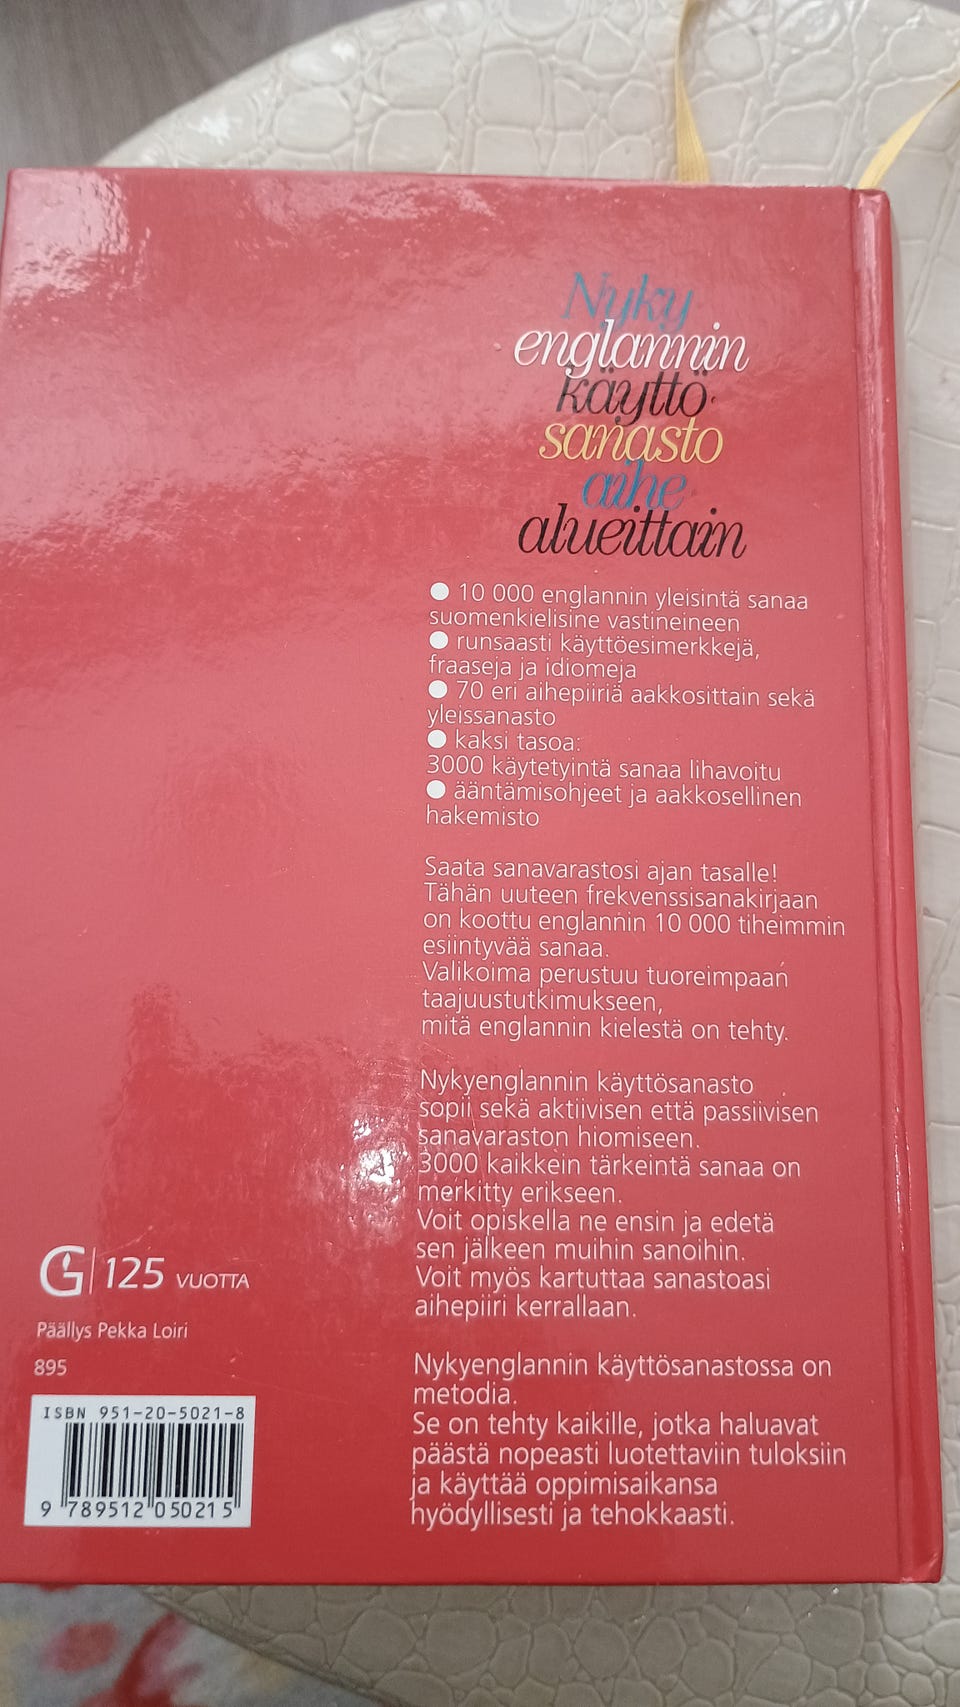 Nyky
englannin
käyttö
sanasto
aihe
alueittain
● 10 000 englannin yleisintä sanaa
suomenkielisine vastineineen
● runsaasti käyttöesimerkkejä,
fraaseja ja idiomeja
● 70 eri aihepiiriä aakkosittain sekä
yleissanasto
● kaksi tasoa:
3000 käytetyintä sanaa lihavoitu
● ääntämisohjeet ja aakkosellinen
hakemisto
Saata sanavarastosi ajan tasalle!
Tähän uuteen frekvenssisanakirjaan
on koottu englannin 10 000 tiheimmin
esiintyvää sanaa.
Valikoima perustuu tuoreimpaan
taajuustutkimukseen,
mitä englannin kielestä on tehty.
Nykyenglannin käyttösanasto
sopii sekä aktiivisen että passiivisen
sanavaraston hiomiseen.
3000 kaikkein tärkeintä sanaa on
merkitty erikseen.
Voit opiskella ne ensin ja edetä
sen jälkeen muihin sanoihin.
Voit myös kartuttaa sanastoasi
aihepiiri kerrallaan.
Nykyenglannin käyttösanastossa on
metodia.
Se on tehty kaikille, jotka haluavat
päästä nopeasti luotettaviin tuloksiin
ja käyttää oppimisaikansa
hyödyllisesti ja tehokkaasti.
G 125 VUOTTA
Päällys Pekka Loiri
895
ISBN 951-20-5021-8
9 789512 050215